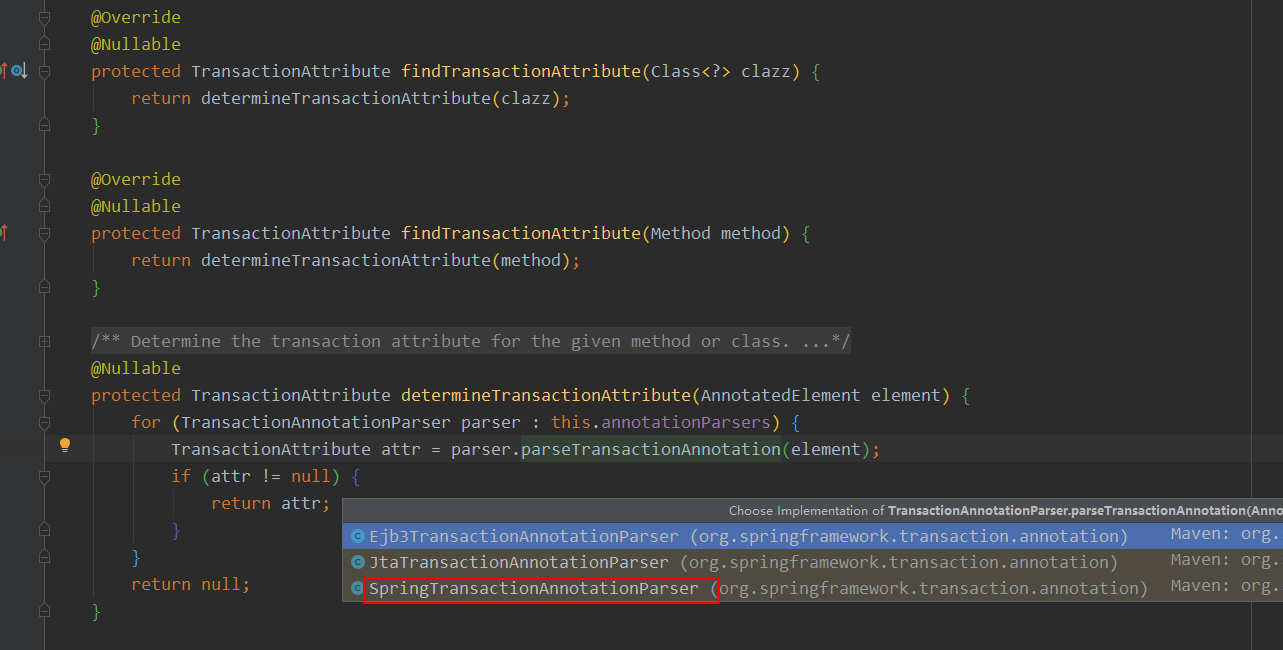 @Override
@Nullable
protected TransactionAttribute findTransactionAttribute(Class<?> clazz) {
return determineTransactionAttribute(clazz);
}
@Override
@Nullable
protected TransactionAttribute findTransactionAttribute(Method method) {
return determineTransactionAttribute(method);
}
/** Determine the transaction attribute for the given method or class. ...*/
@Nullable
protected TransactionAttribute determineTransactionAttribute(AnnotatedElement element) {
for (TransactionAnnotationParser parser : this.annotationParsers) {
TransactionAttribute attr = parser.parseTransactionAnnotation(element);
if (attr != null) {
return attr;
}
}
return null;
}
Choose Implementation of TransactionAnnotationParser.parseTransactionAnnotation(Anno
Ejb3TransactionAnnotationParser (org.springframework.transaction.annotation) Maven: org.
JtaTransactionAnnotationParser (org.springframework.transaction.annotation) Maven: org.
SpringTransactionAnnotationParser (org.springframework.transaction.annotation) Maven: org.